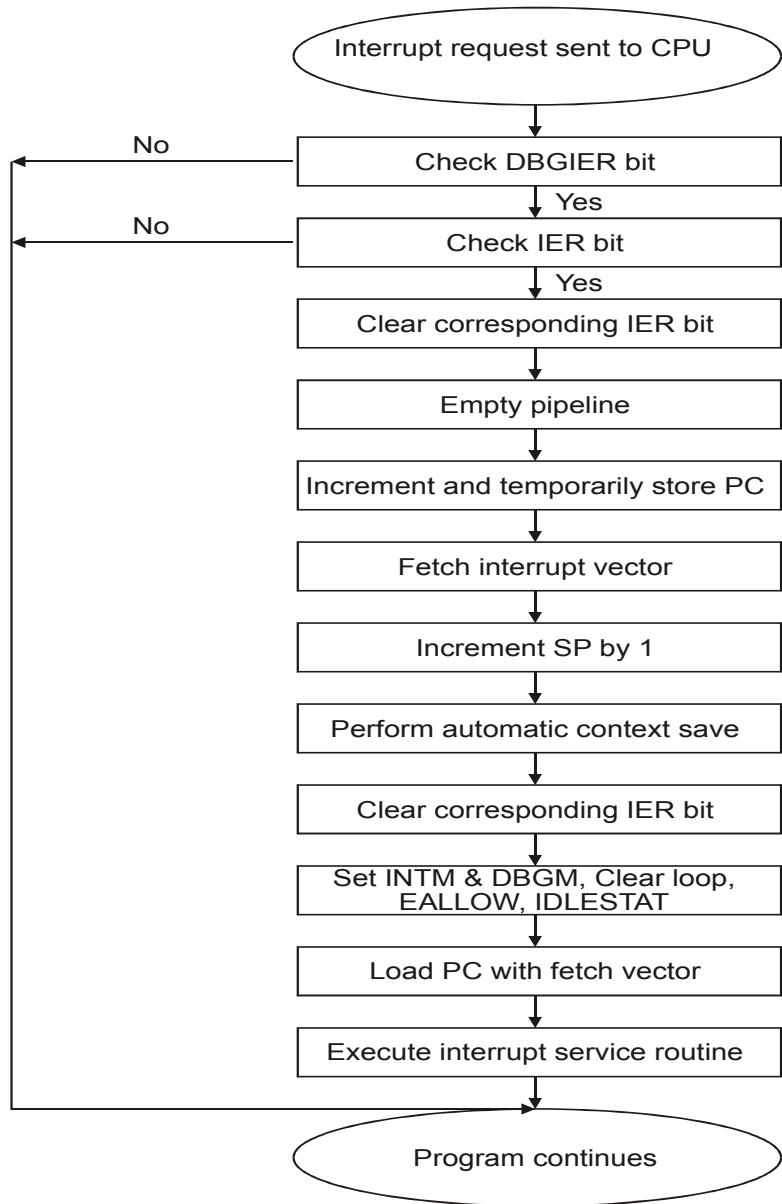 Interrupt request sent to CPU
No
Check DBGIER bit
Yes
No
Check IER bit
Yes
Clear corresponding IER bit
Empty pipeline
Increment and temporarily store PC
Fetch interrupt vector
Increment SP by 1
Perform automatic context save
Clear corresponding IER bit
Set INTM & DBGM, Clear loop,
EALLOW, IDLESTAT
Load PC with fetch vector
Execute interrupt service routine
Program continues